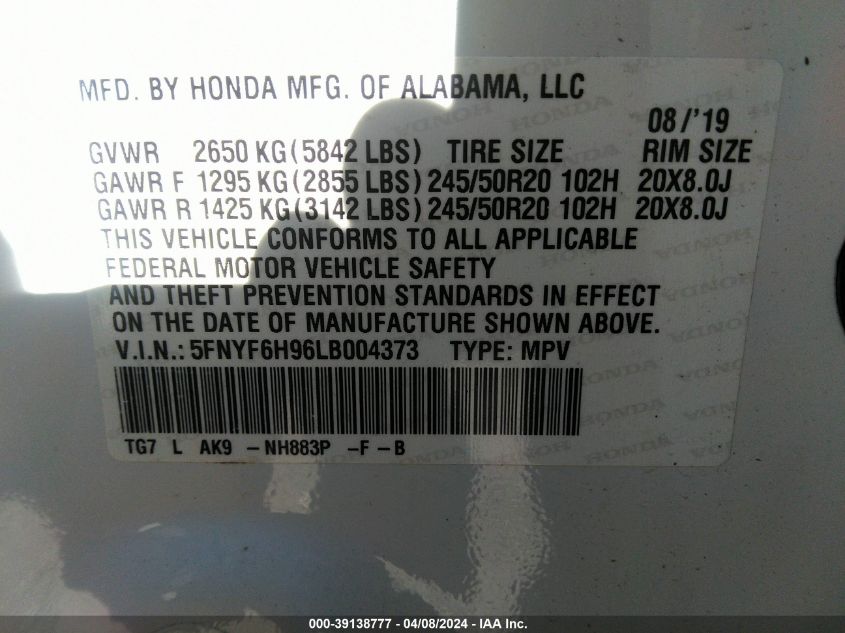 MFD. BY HONDA MFG. OF ALABAMA, LLC
08/'19
GVWR 2650 KG(5842 LBS) TIRE SIZE RIM SIZE
GAWR F 1295 KG(2855 LBS) 245/50R20 102H 20X8.0J
GAWR R 1425 KG(3142 LBS) 245/50R20 102H 20X8.0J
THIS VEHICLE CONFORMS TO ALL APPLICABLE
FEDERAL MOTOR VEHICLE SAFETY
AND THEFT PREVENTION STANDARDS IN EFFECT
ON THE DATE OF MANUFACTURE SHOWN ABOVE.
V.I.N.: 5FNYF6H96LB004373 TYPE: MPV
TG7 L AK9 -NH883P -F -B
000-39138777 - 04/08/2024 - IAA Inc.